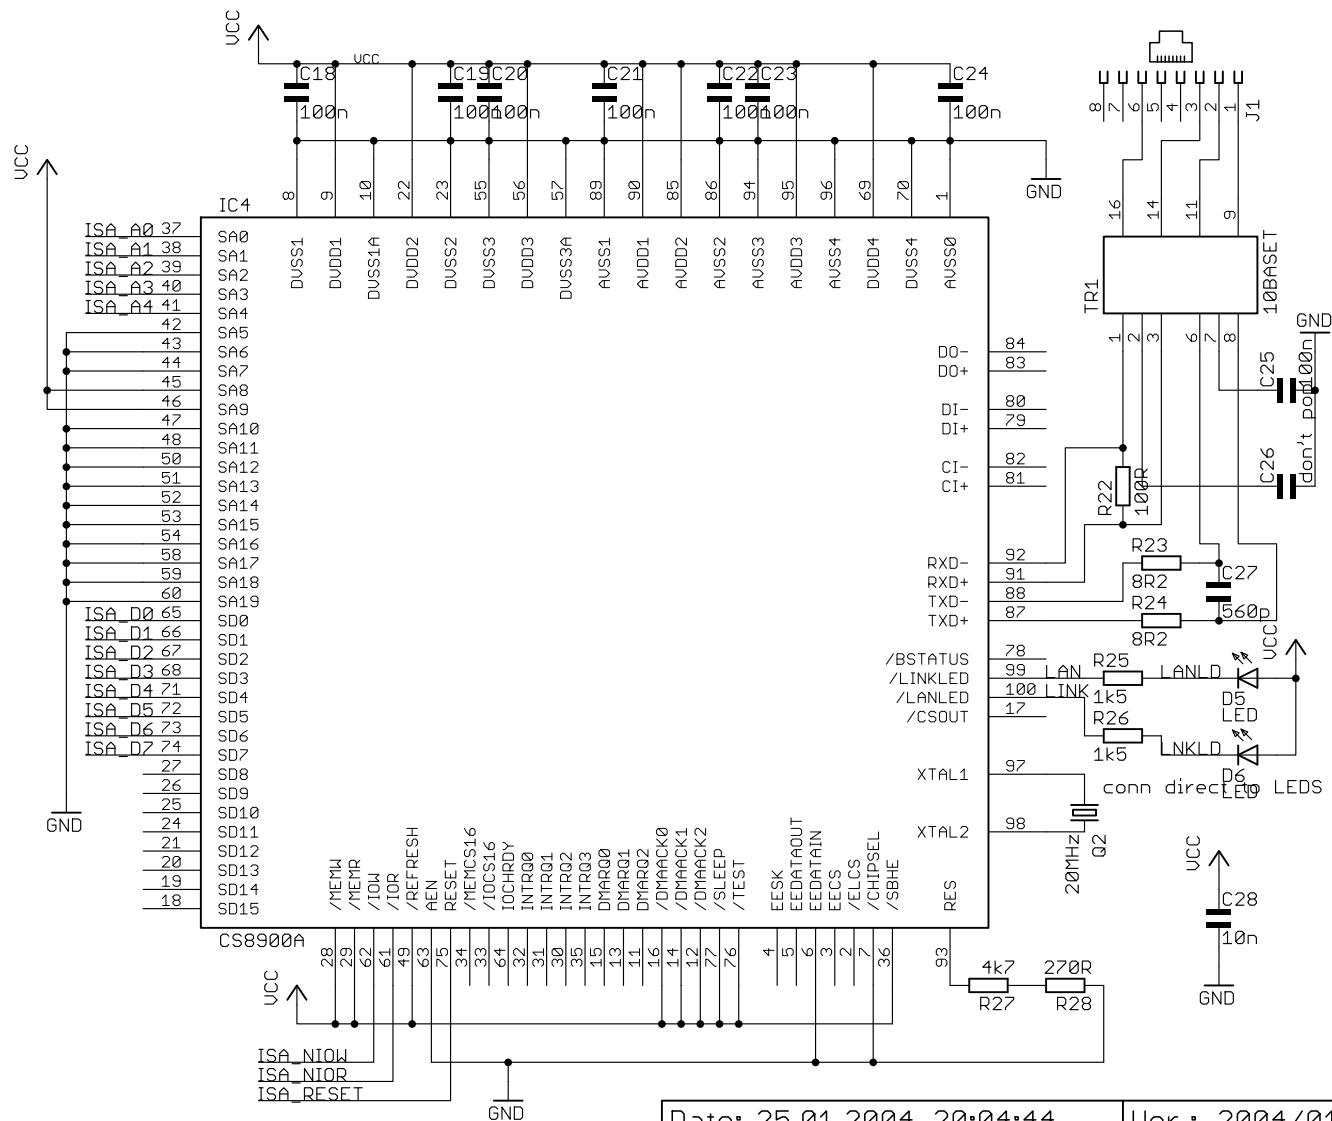 VCC
VCC
C18
100n
C19
100n
C20
100n
C21
100n
C22
100n
C23
100n
C24
100n
GND
8 7 6 5 4 3 2 1
J1
VCC
IC4
8 9 10 22 23 55 56 57 89 90 85 86 94 95 96 69 70 1
DVSS1 DVDD1 DVSS1A DVDD2 DVSS2 DVSS3 DVDD3 DVSS3A AVSS1 AVDD1 AVDD2 AVSS2 AVSS3 AVDD3 AVSS4 DVDD4 DVSS4 AVSS0
16 14 11 9
TR1
10BASET
1 2 3 6 7 8
GND
C25
100n
C26
don't pop
ISA_A0 37 SA0
ISA_A1 38 SA1
ISA_A2 39 SA2
ISA_A3 40 SA3
ISA_A4 41 SA4
42 SA5
43 SA6
44 SA7
45 SA8
46 SA9
47 SA10
48 SA11
50 SA12
51 SA13
52 SA14
53 SA15
54 SA16
58 SA17
59 SA18
60 SA19
ISA_D0 65 SD0
ISA_D1 66 SD1
ISA_D2 67 SD2
ISA_D3 68 SD3
ISA_D4 71 SD4
ISA_D5 72 SD5
ISA_D6 73 SD6
ISA_D7 74 SD7
27 SD8
26 SD9
25 SD10
24 SD11
21 SD12
20 SD13
19 SD14
18 SD15
GND
DO- 84
DO+ 83
DI- 80
DI+ 79
CI- 82
CI+ 81
RXD- 92
RXD+ 91
TXD- 88
TXD+ 87
/BSTATUS 78
/LINKLED 99 LAN
/LANLED 100 LINK
/CSOUT 17
XTAL1 97
XTAL2 98
R22
100R
R23
8R2
R24
8R2
C27
560p
VCC
R25
1k5
LANLD
D5
LED
R26
1k5
LNKLD
D6
LED
conn direct to LEDS
20MHz
Q2
/MEMW /MEMR /IOW /IOR /REFRESH AEN RESET /MEMCS16 /IOCS16 IOCHRDY INTRQ0 INTRQ1 INTRQ2 INTRQ3 DMARQ0 DMARQ1 DMARQ2 /DMAACK0 /DMAACK1 /DMAACK2 /SLEEP /TEST EESK EEDATAOUT EEDATAIN EECS /ELCS /CHIPSEL /SBHE RES
CS8900A
28 29 62 61 49 63 75 34 33 64 32 31 30 35 15 13 11 16 14 12 77 76 4 5 6 3 2 7 36 93
VCC
4k7
R27
270R
R28
VCC
C28
10n
GND
ISA_NIOW
ISA_NIOR
ISA_RESET
GND
Date: 25.01.2004 20:04:44
Ver.: 2004/01